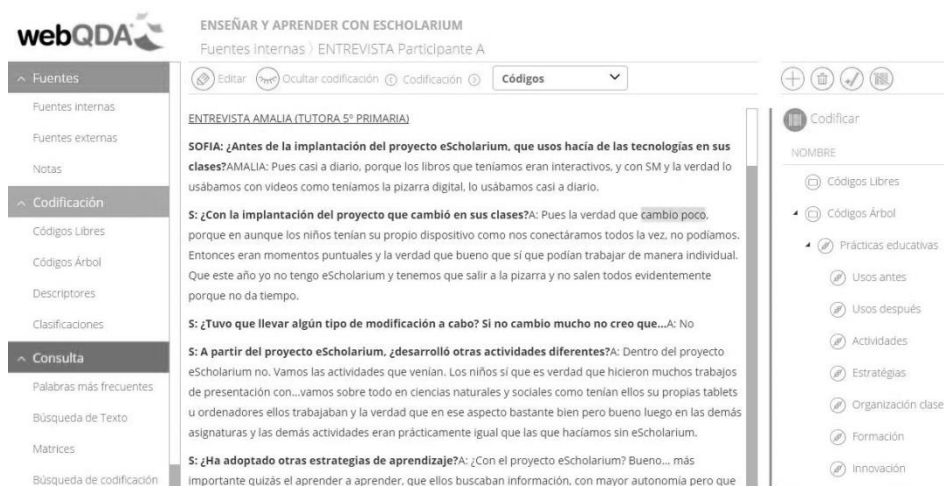 webQDA
ENSEÑAR Y APRENDER CON ESCHOLARIUM
Fuentes internas ⟩ ENTREVISTA Participante A
Fuentes
Fuentes internas
Fuentes externas
Notas
Codificación
Códigos Libres
Códigos Árbol
Descriptores
Clasificaciones
Consulta
Palabras más frecuentes
Búsqueda de Texto
Matrices
Búsqueda de codificación
Editar Ocultar codificación Codificación Códigos
ENTREVISTA AMALIA (TUTORA 5º PRIMARIA)
SOFIA: ¿Antes de la implantación del proyecto eScholarium, que usos hacía de las tecnologías en sus
clases?AMALIA: Pues casi a diario, porque los libros que teníamos eran interactivos, y con SM y la verdad lo
usábamos con videos como teníamos la pizarra digital, lo usábamos casi a diario.
S: ¿Con la implantación del proyecto que cambió en sus clases?A: Pues la verdad que cambio poco,
porque en aunque los niños tenían su propio dispositivo como nos conectáramos todos la vez, no podíamos.
Entonces eran momentos puntuales y la verdad que bueno que sí que podían trabajar de manera individual.
Que este año yo no tengo eScholarium y tenemos que salir a la pizarra y no salen todos evidentemente
porque no da tiempo.
S: ¿Tuvo que llevar algún tipo de modificación a cabo? Si no cambio mucho no creo que...A: No
S: A partir del proyecto eScholarium, ¿desarrolló otras actividades diferentes?A: Dentro del proyecto
eScholarium no. Vamos las actividades que venían. Los niños sí que es verdad que hicieron muchos trabajos
de presentación con...vamos sobre todo en ciencias naturales y sociales como tenían ellos su propias tablets
u ordenadores ellos trabajaban y la verdad que en ese aspecto bastante bien pero bueno luego en las demás
asignaturas y las demás actividades eran prácticamente igual que las que hacíamos sin eScholarium.
S: ¿Ha adoptado otras estrategias de aprendizaje?A: ¿Con el proyecto eScholarium? Bueno... más
importante quizás el aprender a aprender, que ellos buscaban información, con mayor autonomía pero que
Codificar
NOMBRE
Códigos Libres
Códigos Árbol
Prácticas educativas
Usos antes
Usos después
Actividades
Estratégias
Organización clase
Formación
Innovación